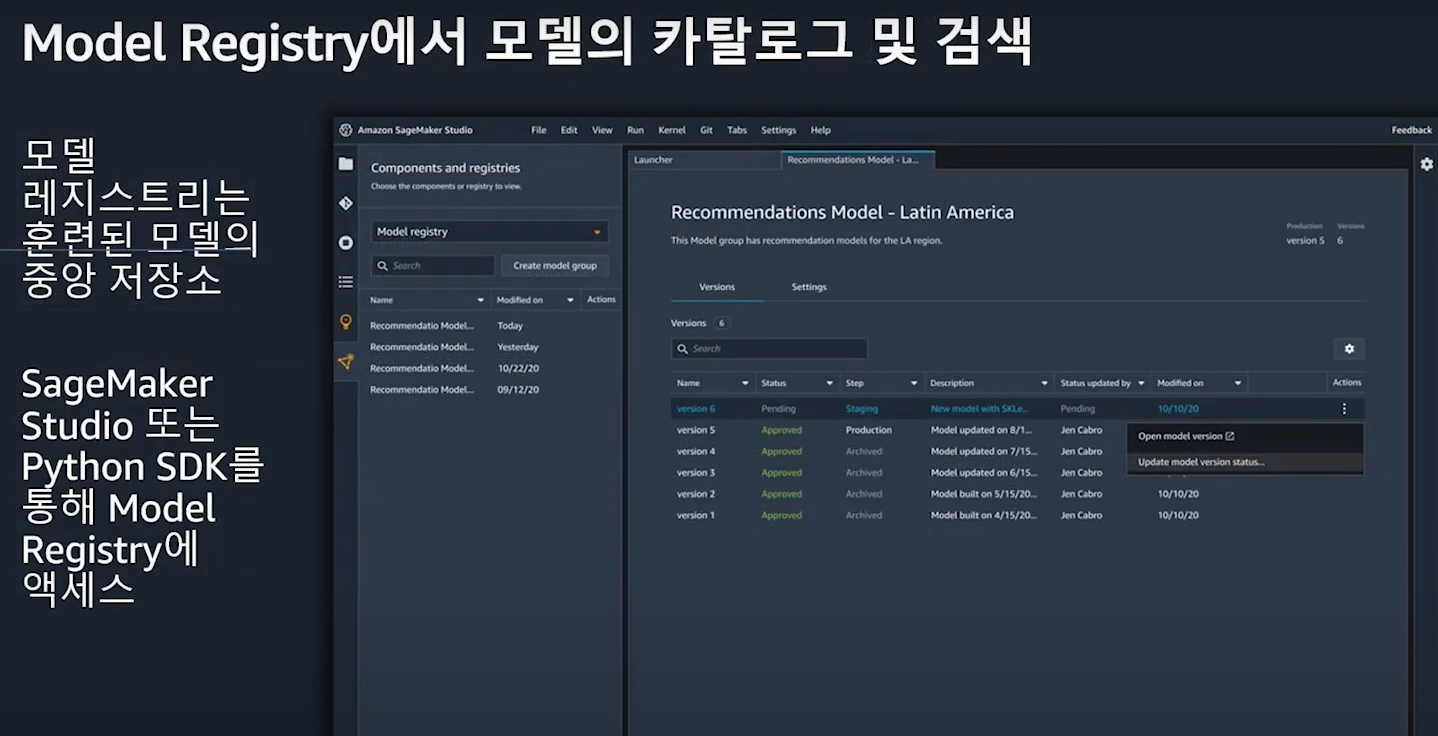 Model Registry에서 모델의 카탈로그 및 검색
모델
레지스트리는
훈련된 모델의
중앙 저장소
SageMaker
Studio 또는
Python SDK를
통해 Model
Registry에
액세스
Amazon SageMaker Studio File Edit View Run Kernel Git Tabs Settings Help Feedback
Components and registries
Choose the components or registry to view.
Model registry
Search Create model group
Name Modified on Actions
Recommendatio Model... Today
Recommendatio Model... Yesterday
Recommendatio Model... 10/22/20
Recommendatio Model... 09/12/20
Launcher Recommendations Model - La...
Recommendations Model - Latin America
This Model group has recommendation models for the LA region.
Production Versions
version 5 6
Versions Settings
Versions 6
Search
Name Status Step Description Status updated by Modified on Actions
version 6 Pending Staging New model with SKLe... Pending 10/10/20
version 5 Approved Production Model updated on 8/1... Jen Cabro
version 4 Approved Archived Model updated on 7/15... Jen Cabro
version 3 Approved Archived Model updated on 6/15... Jen Cabro
version 2 Approved Archived Model built on 5/15/20... Jen Cabro 10/10/20
version 1 Approved Archived Model built on 4/15/20... Jen Cabro 10/10/20
Open model version
Update model version status...